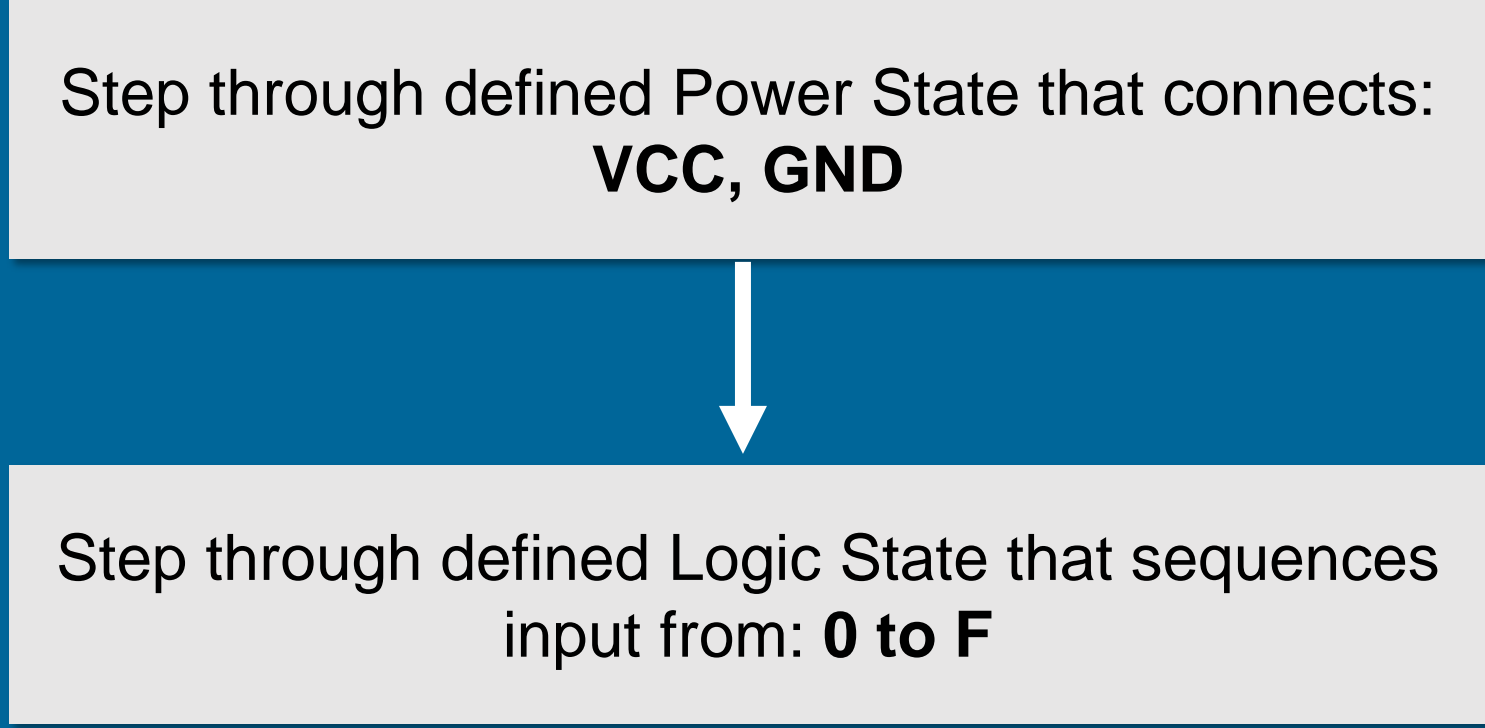 Step through defined Power State that connects:
VCC, GND
Step through defined Logic State that sequences
input from: 0 to F